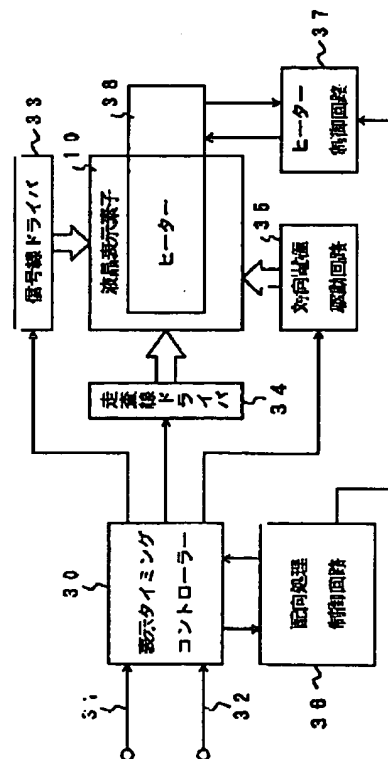 33
信号線ドライバ
10
液晶表示素子
38
ヒーター
37
ヒーター
制御回路
35
対向電極
駆動回路
走査線ドライバ
34
30
表示タイミング
コントローラー
31
32
配向処理
制御回路
36